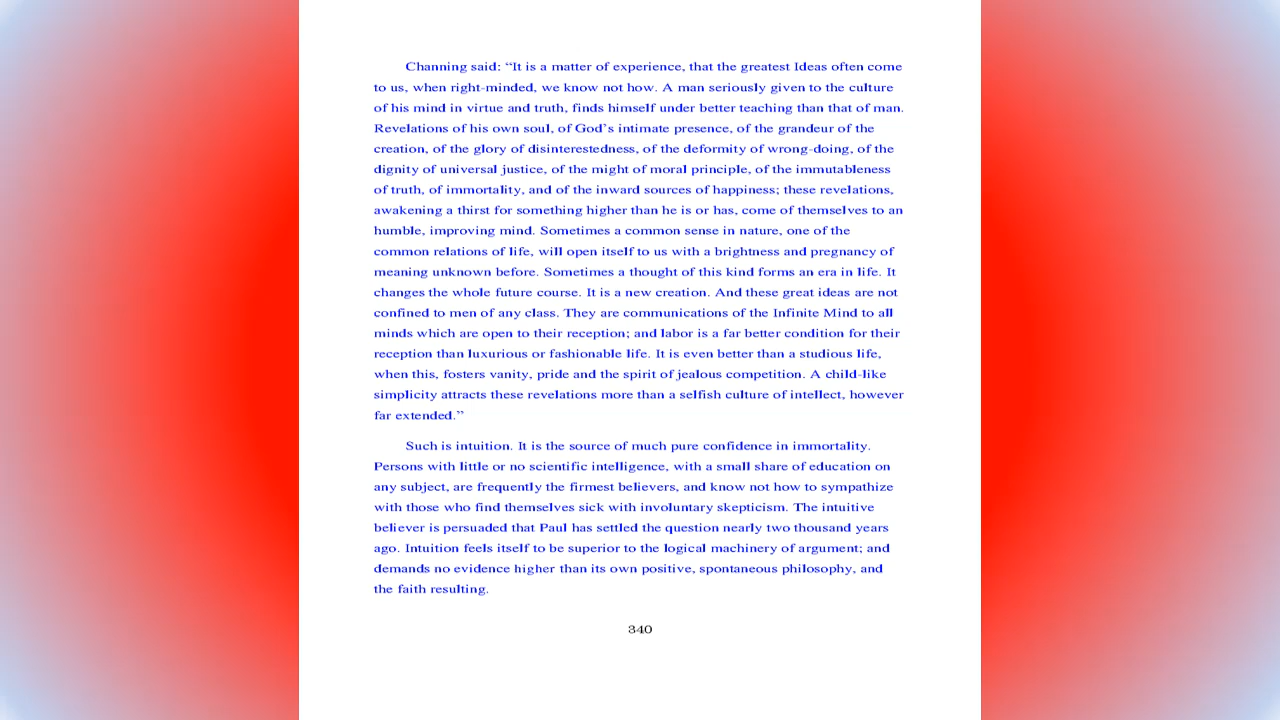 Channing said: “It is a matter of experience, that the greatest Ideas often come
to us, when right-minded, we know not how. A man seriously given to the culture
of his mind in virtue and truth, finds himself under better teaching than that of man.
Revelations of his own soul, of God’s intimate presence, of the grandeur of the
creation, of the glory of disinterestedness, of the deformity of wrong-doing, of the
dignity of universal justice, of the might of moral principle, of the immutableness
of truth, of immortality, and of the inward sources of happiness; these revelations,
awakening a thirst for something higher than he is or has, come of themselves to an
humble, improving mind. Sometimes a common sense in nature, one of the
common relations of life, will open itself to us with a brightness and pregnancy of
meaning unknown before. Sometimes a thought of this kind forms an era in life. It
changes the whole future course. It is a new creation. And these great ideas are not
confined to men of any class. They are communications of the Infinite Mind to all
minds which are open to their reception; and labor is a far better condition for their
reception than luxurious or fashionable life. It is even better than a studious life,
when this, fosters vanity, pride and the spirit of jealous competition. A child-like
simplicity attracts these revelations more than a selfish culture of intellect, however
far extended.”
Such is intuition. It is the source of much pure confidence in immortality.
Persons with little or no scientific intelligence, with a small share of education on
any subject, are frequently the firmest believers, and know not how to sympathize
with those who find themselves sick with involuntary skepticism. The intuitive
believer is persuaded that Paul has settled the question nearly two thousand years
ago. Intuition feels itself to be superior to the logical machinery of argument; and
demands no evidence higher than its own positive, spontaneous philosophy, and
the faith resulting.
340